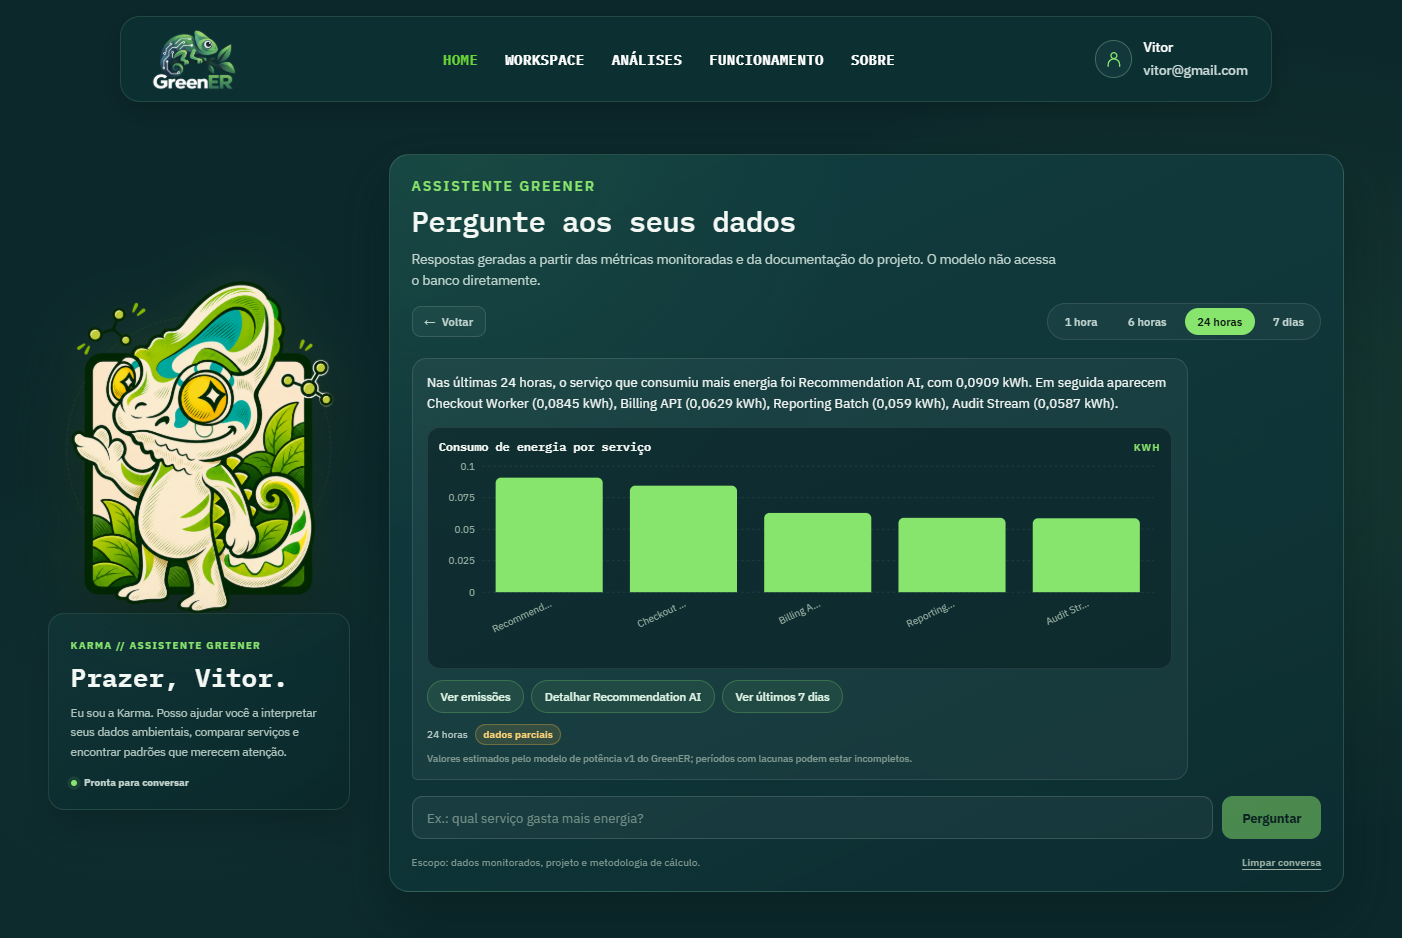 GreenER
HOME WORKSPACE ANÁLISES FUNCIONAMENTO SOBRE
Vitor
vitor@gmail.com
ASSISTENTE GREENER
Pergunte aos seus dados
Respostas geradas a partir das métricas monitoradas e da documentação do projeto. O modelo não acessa
o banco diretamente.
← Voltar
1 hora 6 horas 24 horas 7 dias
Nas últimas 24 horas, o serviço que consumiu mais energia foi Recommendation AI, com 0,0909 kWh. Em seguida aparecem
Checkout Worker (0,0845 kWh), Billing API (0,0629 kWh), Reporting Batch (0,059 kWh), Audit Stream (0,0587 kWh).
Consumo de energia por serviço KWH
0.1
0.075
0.05
0.025
0
Recommend... Checkout ... Billing A... Reporting... Audit Str...
Ver emissões Detalhar Recommendation AI Ver últimos 7 dias
24 horas dados parciais
Valores estimados pelo modelo de potência v1 do GreenER; períodos com lacunas podem estar incompletos.
Ex.: qual serviço gasta mais energia? Perguntar
Escopo: dados monitorados, projeto e metodologia de cálculo. Limpar conversa
KARMA // ASSISTENTE GREENER
Prazer, Vitor.
Eu sou a Karma. Posso ajudar você a interpretar
seus dados ambientais, comparar serviços e
encontrar padrões que merecem atenção.
Pronta para conversar